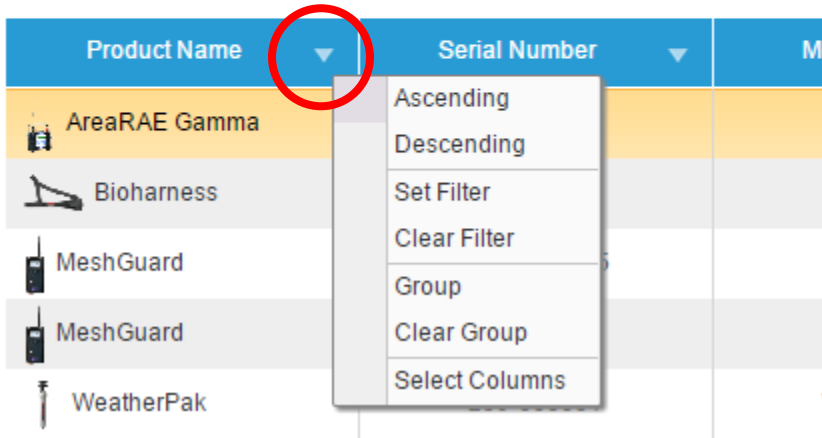 Product Name Serial Number M
Ascending
AreaRAE Gamma
Descending
Bioharness Set Filter
Clear Filter
MeshGuard
Group
MeshGuard Clear Group
Select Columns
WeatherPak